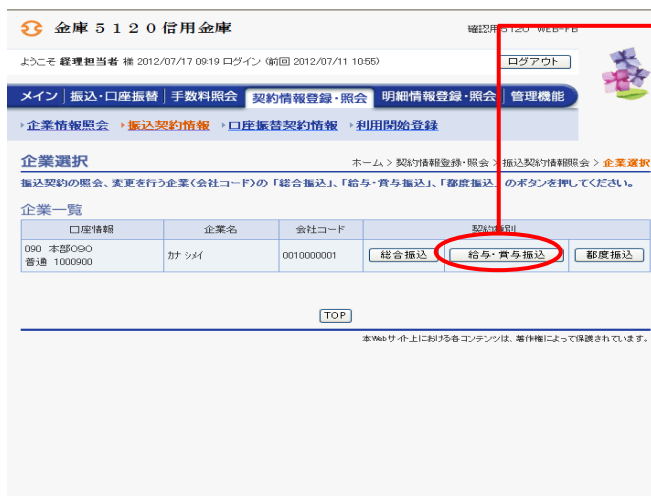 金庫５１２０信用金庫
確認用5120 WEB-FB
ようこそ 経理担当者 様 2012/07/17 09:19 ログイン (前回 2012/07/11 10:55)
ログアウト
メイン 振込・口座振替 手数料照会 契約情報登録・照会 明細情報登録・照会 管理機能
企業情報照会 振込契約情報 口座振替契約情報 利用開始登録
企業選択
ホーム > 契約情報登録・照会 > 振込契約情報照会 > 企業選択
振込契約の照会、変更を行う企業(会社コード)の「総合振込」、「給与・賞与振込」、「都度振込」のボタンを押してください。
企業一覧
口座情報 企業名 会社コード 契約種別
090 本部090
普通 1000900
カナ シメイ 0010000001 総合振込 給与・賞与振込 都度振込
TOP
本Webサイト上における各コンテンツは、著作権によって保護されています。